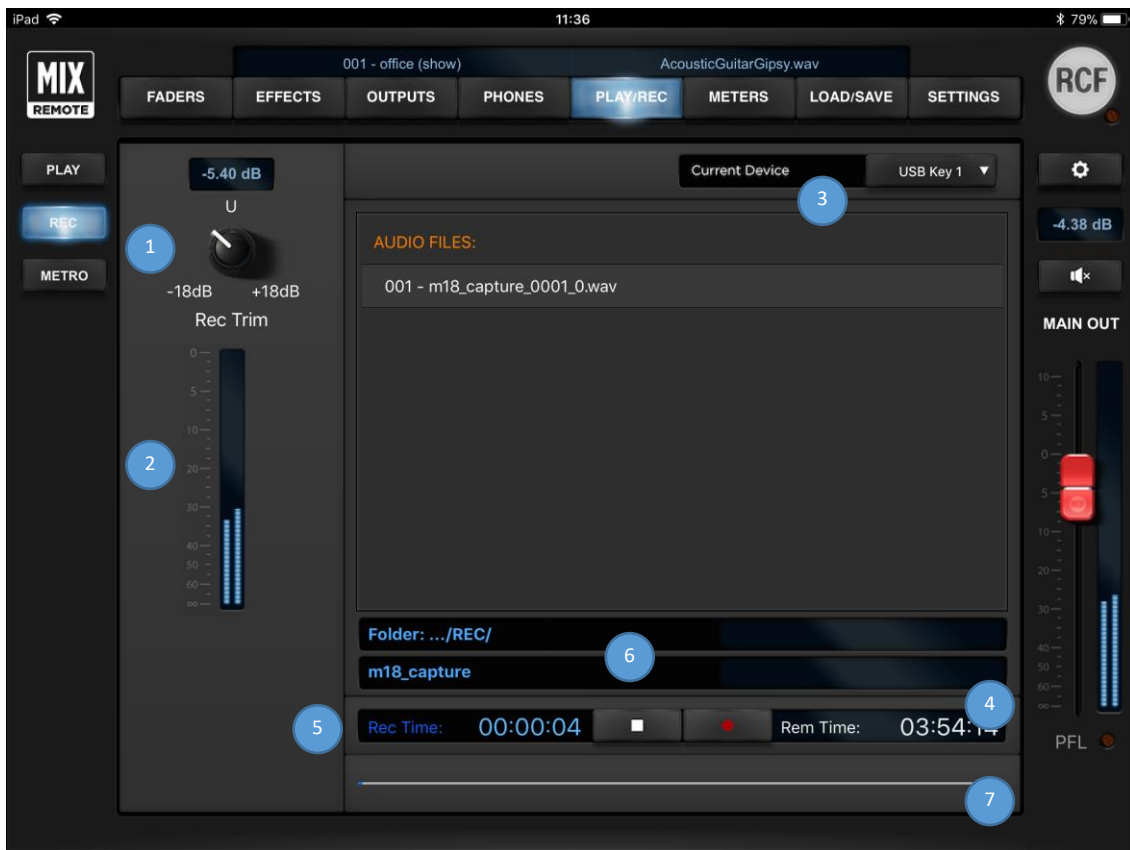 iPad 11:36 79%
MIX
REMOTE
001 - office (show) AcousticGuitarGipsy.wav
RCF
FADERS EFFECTS OUTPUTS PHONES PLAY/REC METERS LOAD/SAVE SETTINGS
PLAY
REC
METRO
-5.40 dB
U
1
-18dB +18dB
Rec Trim
0
5
10
2
20
30
40
50
60
∞
Current Device USB Key 1
3
AUDIO FILES:
001 - m18_capture_0001_0.wav
Folder: .../REC/
6
m18_capture
5
Rec Time: 00:00:04 Rem Time: 03:54:14
4
7
-4.38 dB
MAIN OUT
10
5
0
5
10
20
30
40
50
60
∞
PFL